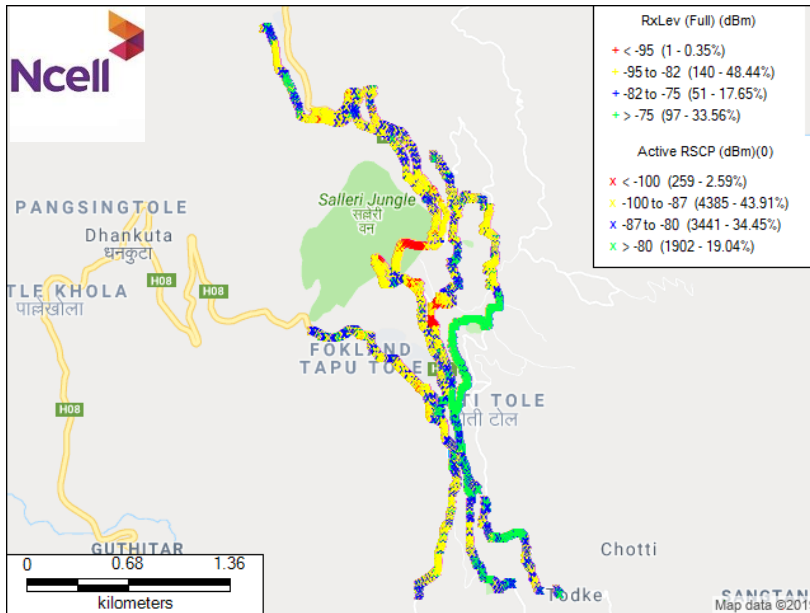 Ncell
RxLev (Full) (dBm)
+ < -95 (1 - 0.35%)
+ -95 to -82 (140 - 48.44%)
+ -82 to -75 (51 - 17.65%)
+ > -75 (97 - 33.56%)
Active RSCP (dBm)(0)
x < -100 (259 - 2.59%)
x -100 to -87 (4385 - 43.91%)
x -87 to -80 (3441 - 34.45%)
x > -80 (1902 - 19.04%)
Salleri Jungle
सल्लेरी
वन
PANGSINGTOLE
Dhankuta
धनकुटा
H08
H08
TLE KHOLA
पाल्लेखोला
FOKLAND
TAPU TOLE
H08
TI TOLE
ोती टोल
GUTHITAR
Chotti
Todke
SANGTAN
0 0.68 1.36
kilometers
Map data ©201